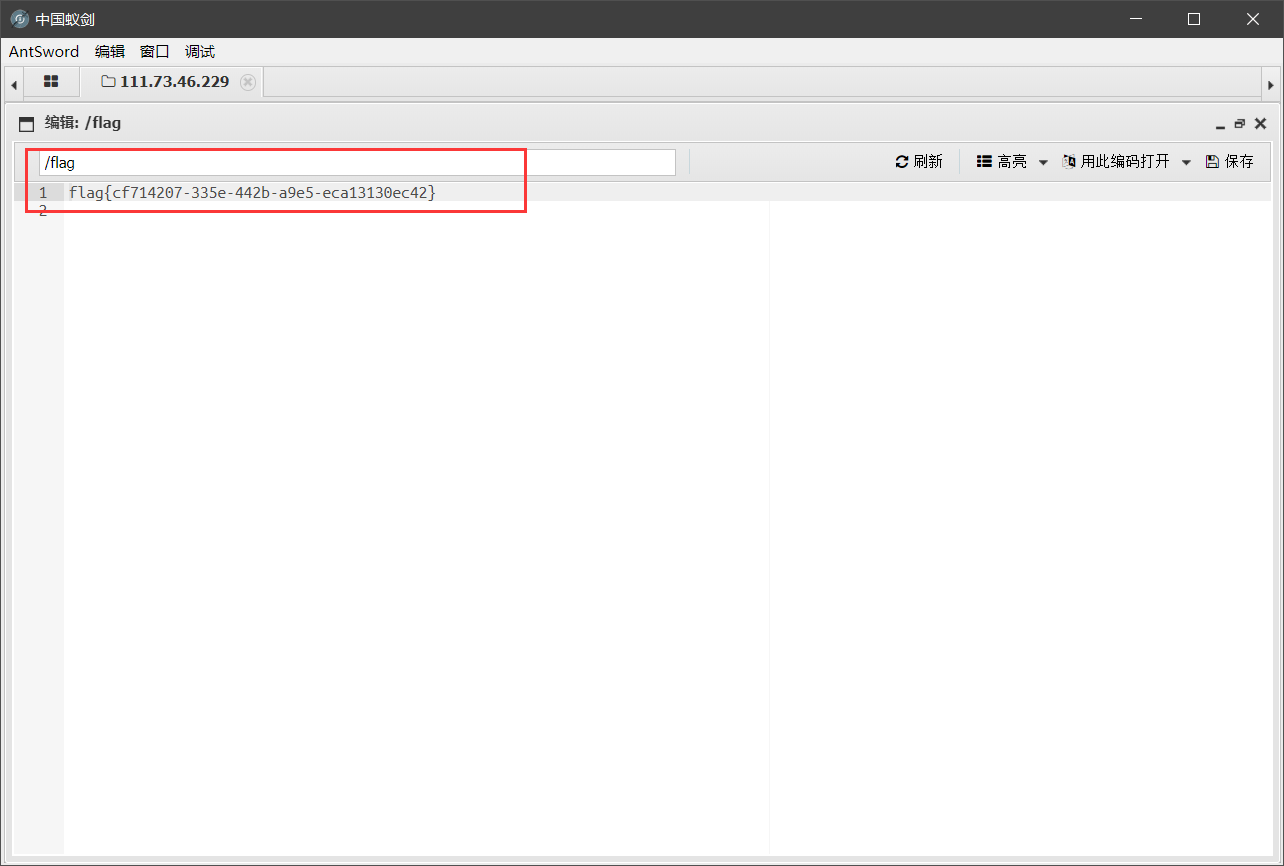 中国蚁剑
AntSword 编辑 窗口 调试
111.73.46.229
编辑: /flag
/flag 刷新 高亮 用此编码打开 保存
1 flag{cf714207-335e-442b-a9e5-eca13130ec42}
2